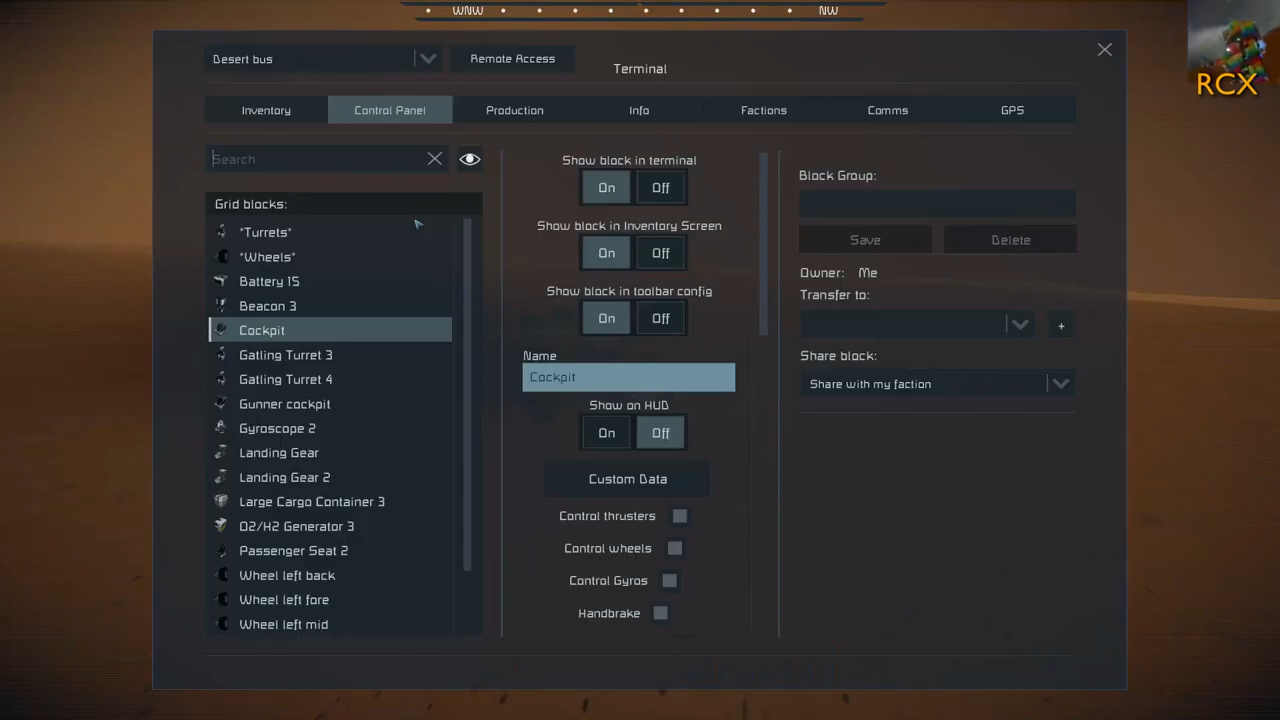 WNW
NW
RCX
Desert bus
Remote Access
Terminal
Inventory
Control Panel
Production
Info
Factions
Comms
GPS
Search
Grid blocks:
*Turrets*
*Wheels*
Battery 15
Beacon 3
Cockpit
Gatling Turret 3
Gatling Turret 4
Gunner cockpit
Gyroscope 2
Landing Gear
Landing Gear 2
Large Cargo Container 3
O2/H2 Generator 3
Passenger Seat 2
Wheel left back
Wheel left fore
Wheel left mid
Show block in terminal
On Off
Show block in Inventory Screen
On Off
Show block in toolbar config
On Off
Name
Cockpit
Show on HUD
On Off
Custom Data
Control thrusters
Control wheels
Control Gyros
Handbrake
Block Group:
Save
Delete
Owner: Me
Transfer to:
+
Share block:
Share with my faction